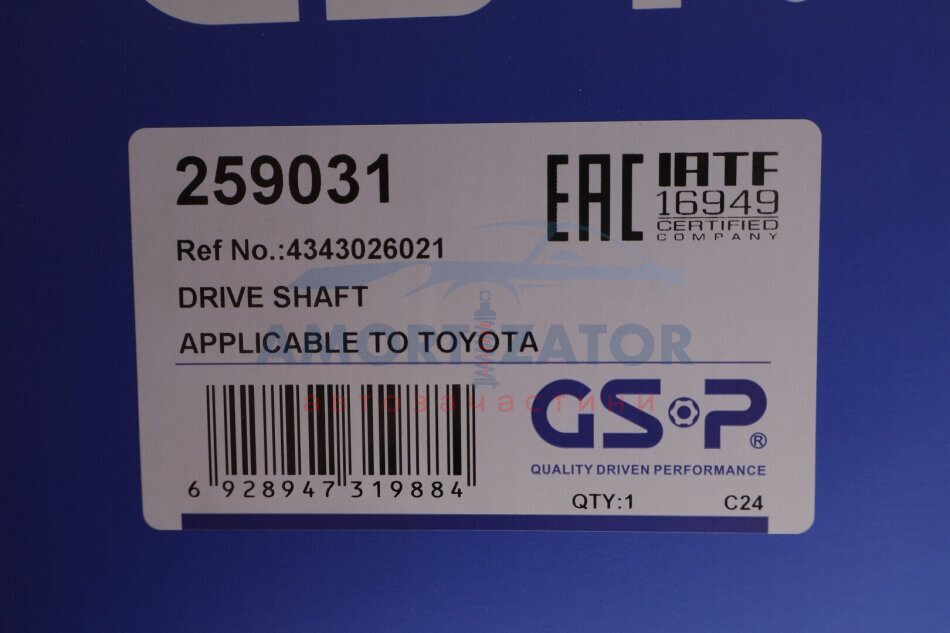 259031
EAC
IATF
16949
CERTIFIED
COMPANY
Ref No.:4343026021
DRIVE SHAFT
APPLICABLE TO TOYOTA
AMORTIZATOR
автозапчастини
GSP®
QUALITY DRIVEN PERFORMANCE
6 928947 319884
QTY:1
C24